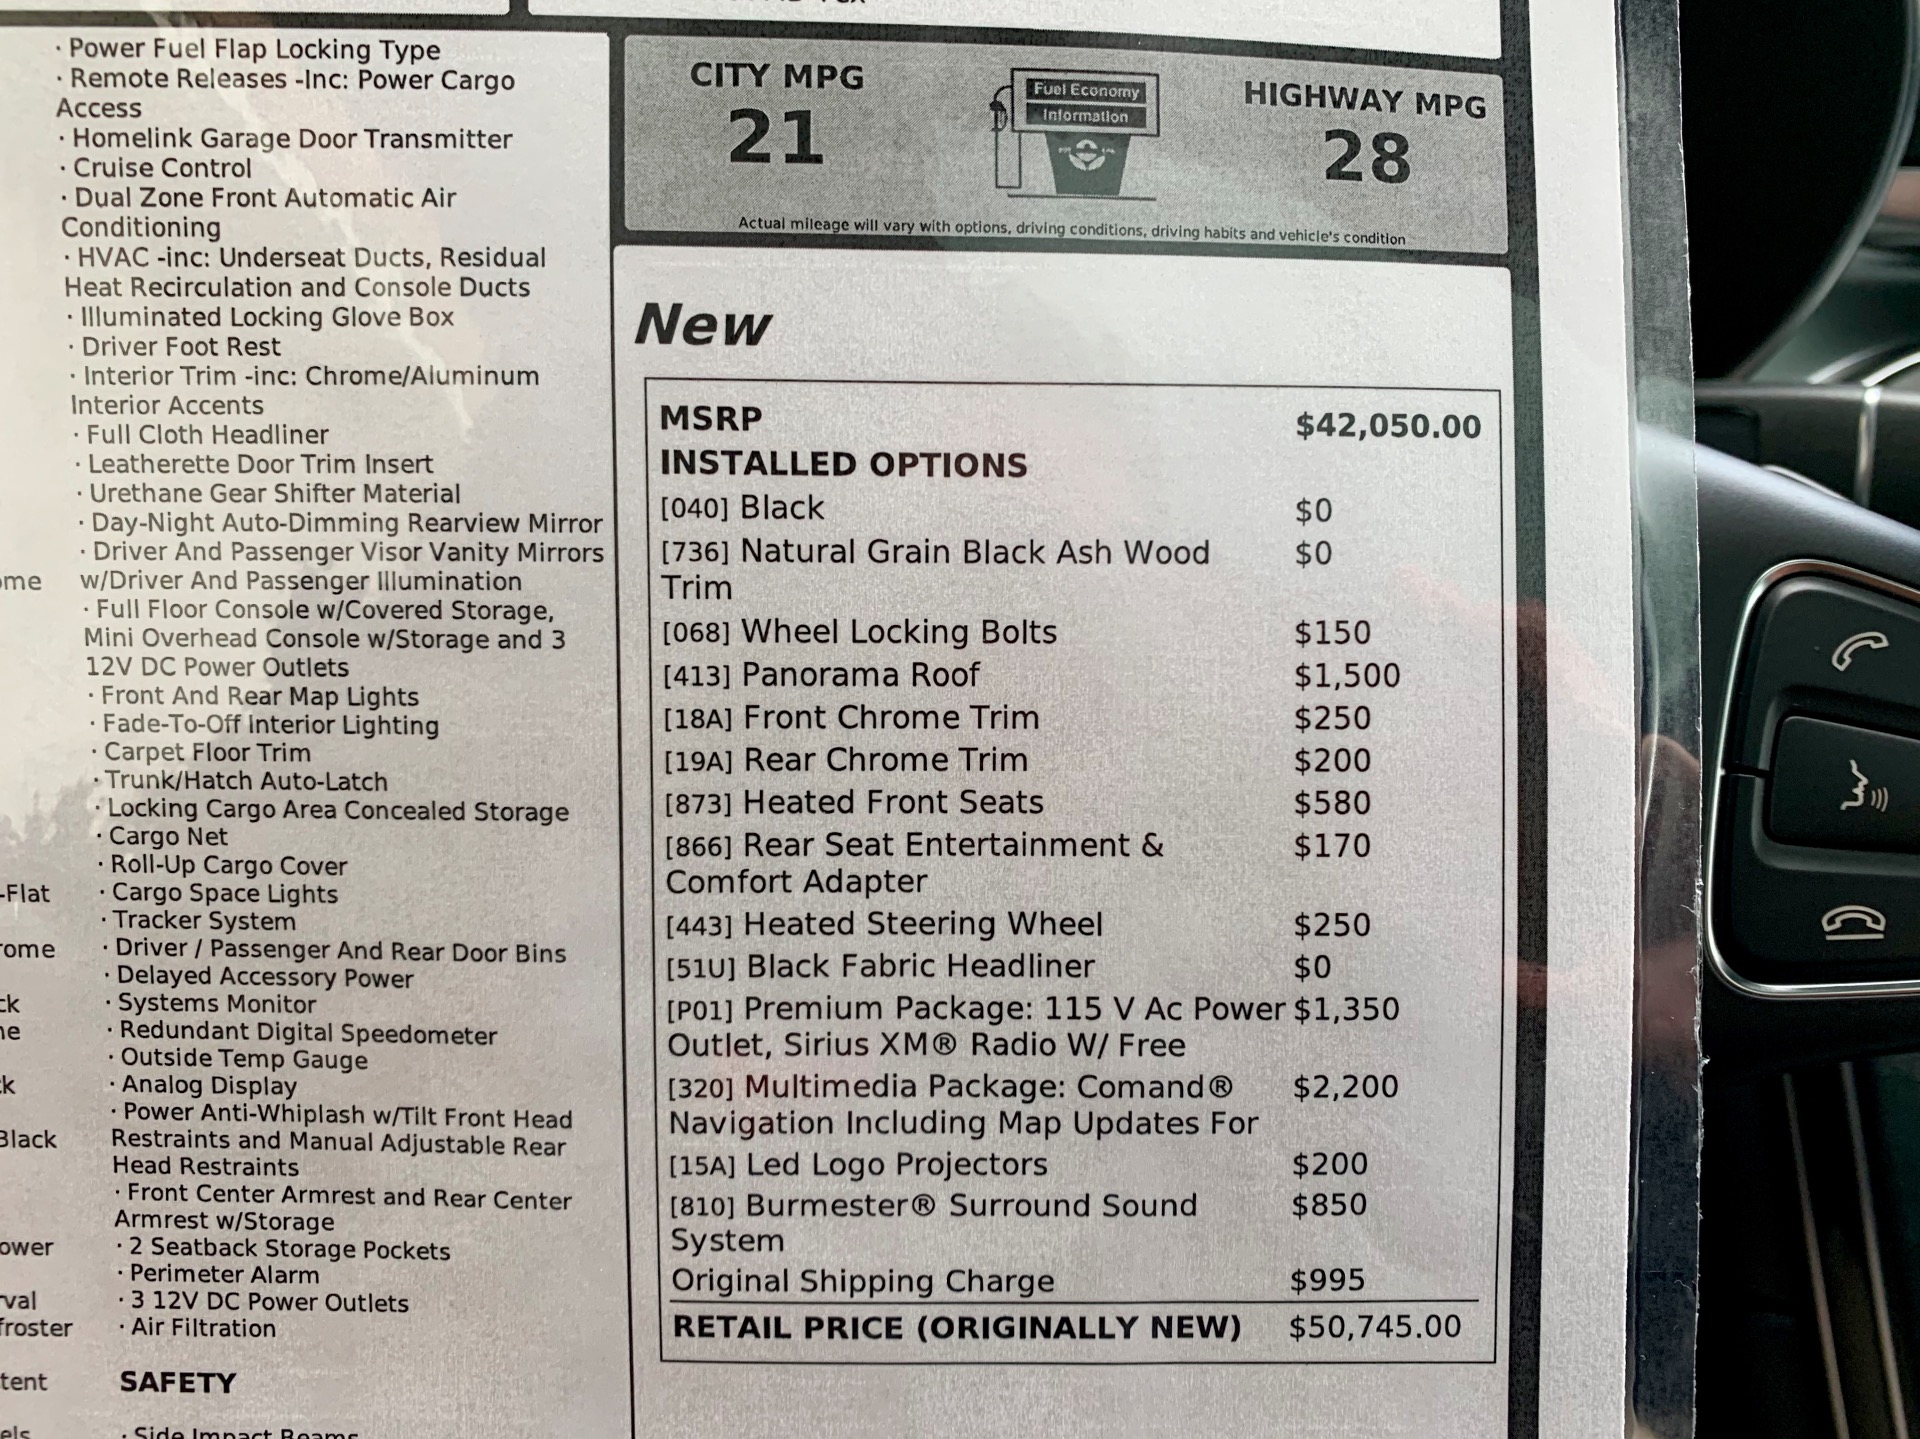 · Power Fuel Flap Locking Type
· Remote Releases -Inc: Power Cargo
Access
· Homelink Garage Door Transmitter
· Cruise Control
· Dual Zone Front Automatic Air
Conditioning
· HVAC -inc: Underseat Ducts, Residual
Heat Recirculation and Console Ducts
· Illuminated Locking Glove Box
· Driver Foot Rest
· Interior Trim -inc: Chrome/Aluminum
Interior Accents
· Full Cloth Headliner
· Leatherette Door Trim Insert
· Urethane Gear Shifter Material
· Day-Night Auto-Dimming Rearview Mirror
· Driver And Passenger Visor Vanity Mirrors
w/Driver And Passenger Illumination
· Full Floor Console w/Covered Storage,
Mini Overhead Console w/Storage and 3
12V DC Power Outlets
· Front And Rear Map Lights
· Fade-To-Off Interior Lighting
· Carpet Floor Trim
· Trunk/Hatch Auto-Latch
· Locking Cargo Area Concealed Storage
· Cargo Net
· Roll-Up Cargo Cover
· Cargo Space Lights
· Tracker System
· Driver / Passenger And Rear Door Bins
· Delayed Accessory Power
· Systems Monitor
· Redundant Digital Speedometer
· Outside Temp Gauge
· Analog Display
· Power Anti-Whiplash w/Tilt Front Head
Restraints and Manual Adjustable Rear
Head Restraints
· Front Center Armrest and Rear Center
Armrest w/Storage
· 2 Seatback Storage Pockets
· Perimeter Alarm
· 3 12V DC Power Outlets
· Air Filtration
SAFETY
· Side Impact Beams
-Flat
Black
CITY MPG
21
Fuel Economy
Information
HIGHWAY MPG
28
Actual mileage will vary with options, driving conditions, driving habits and vehicle's condition
New
MSRP $42,050.00
INSTALLED OPTIONS
[040] Black $0
[736] Natural Grain Black Ash Wood $0
Trim
[068] Wheel Locking Bolts $150
[413] Panorama Roof $1,500
[18A] Front Chrome Trim $250
[19A] Rear Chrome Trim $200
[873] Heated Front Seats $580
[866] Rear Seat Entertainment & $170
Comfort Adapter
[443] Heated Steering Wheel $250
[51U] Black Fabric Headliner $0
[P01] Premium Package: 115 V Ac Power $1,350
Outlet, Sirius XM® Radio W/ Free
[320] Multimedia Package: Comand® $2,200
Navigation Including Map Updates For
[15A] Led Logo Projectors $200
[810] Burmester® Surround Sound $850
System
Original Shipping Charge $995
RETAIL PRICE (ORIGINALLY NEW) $50,745.00